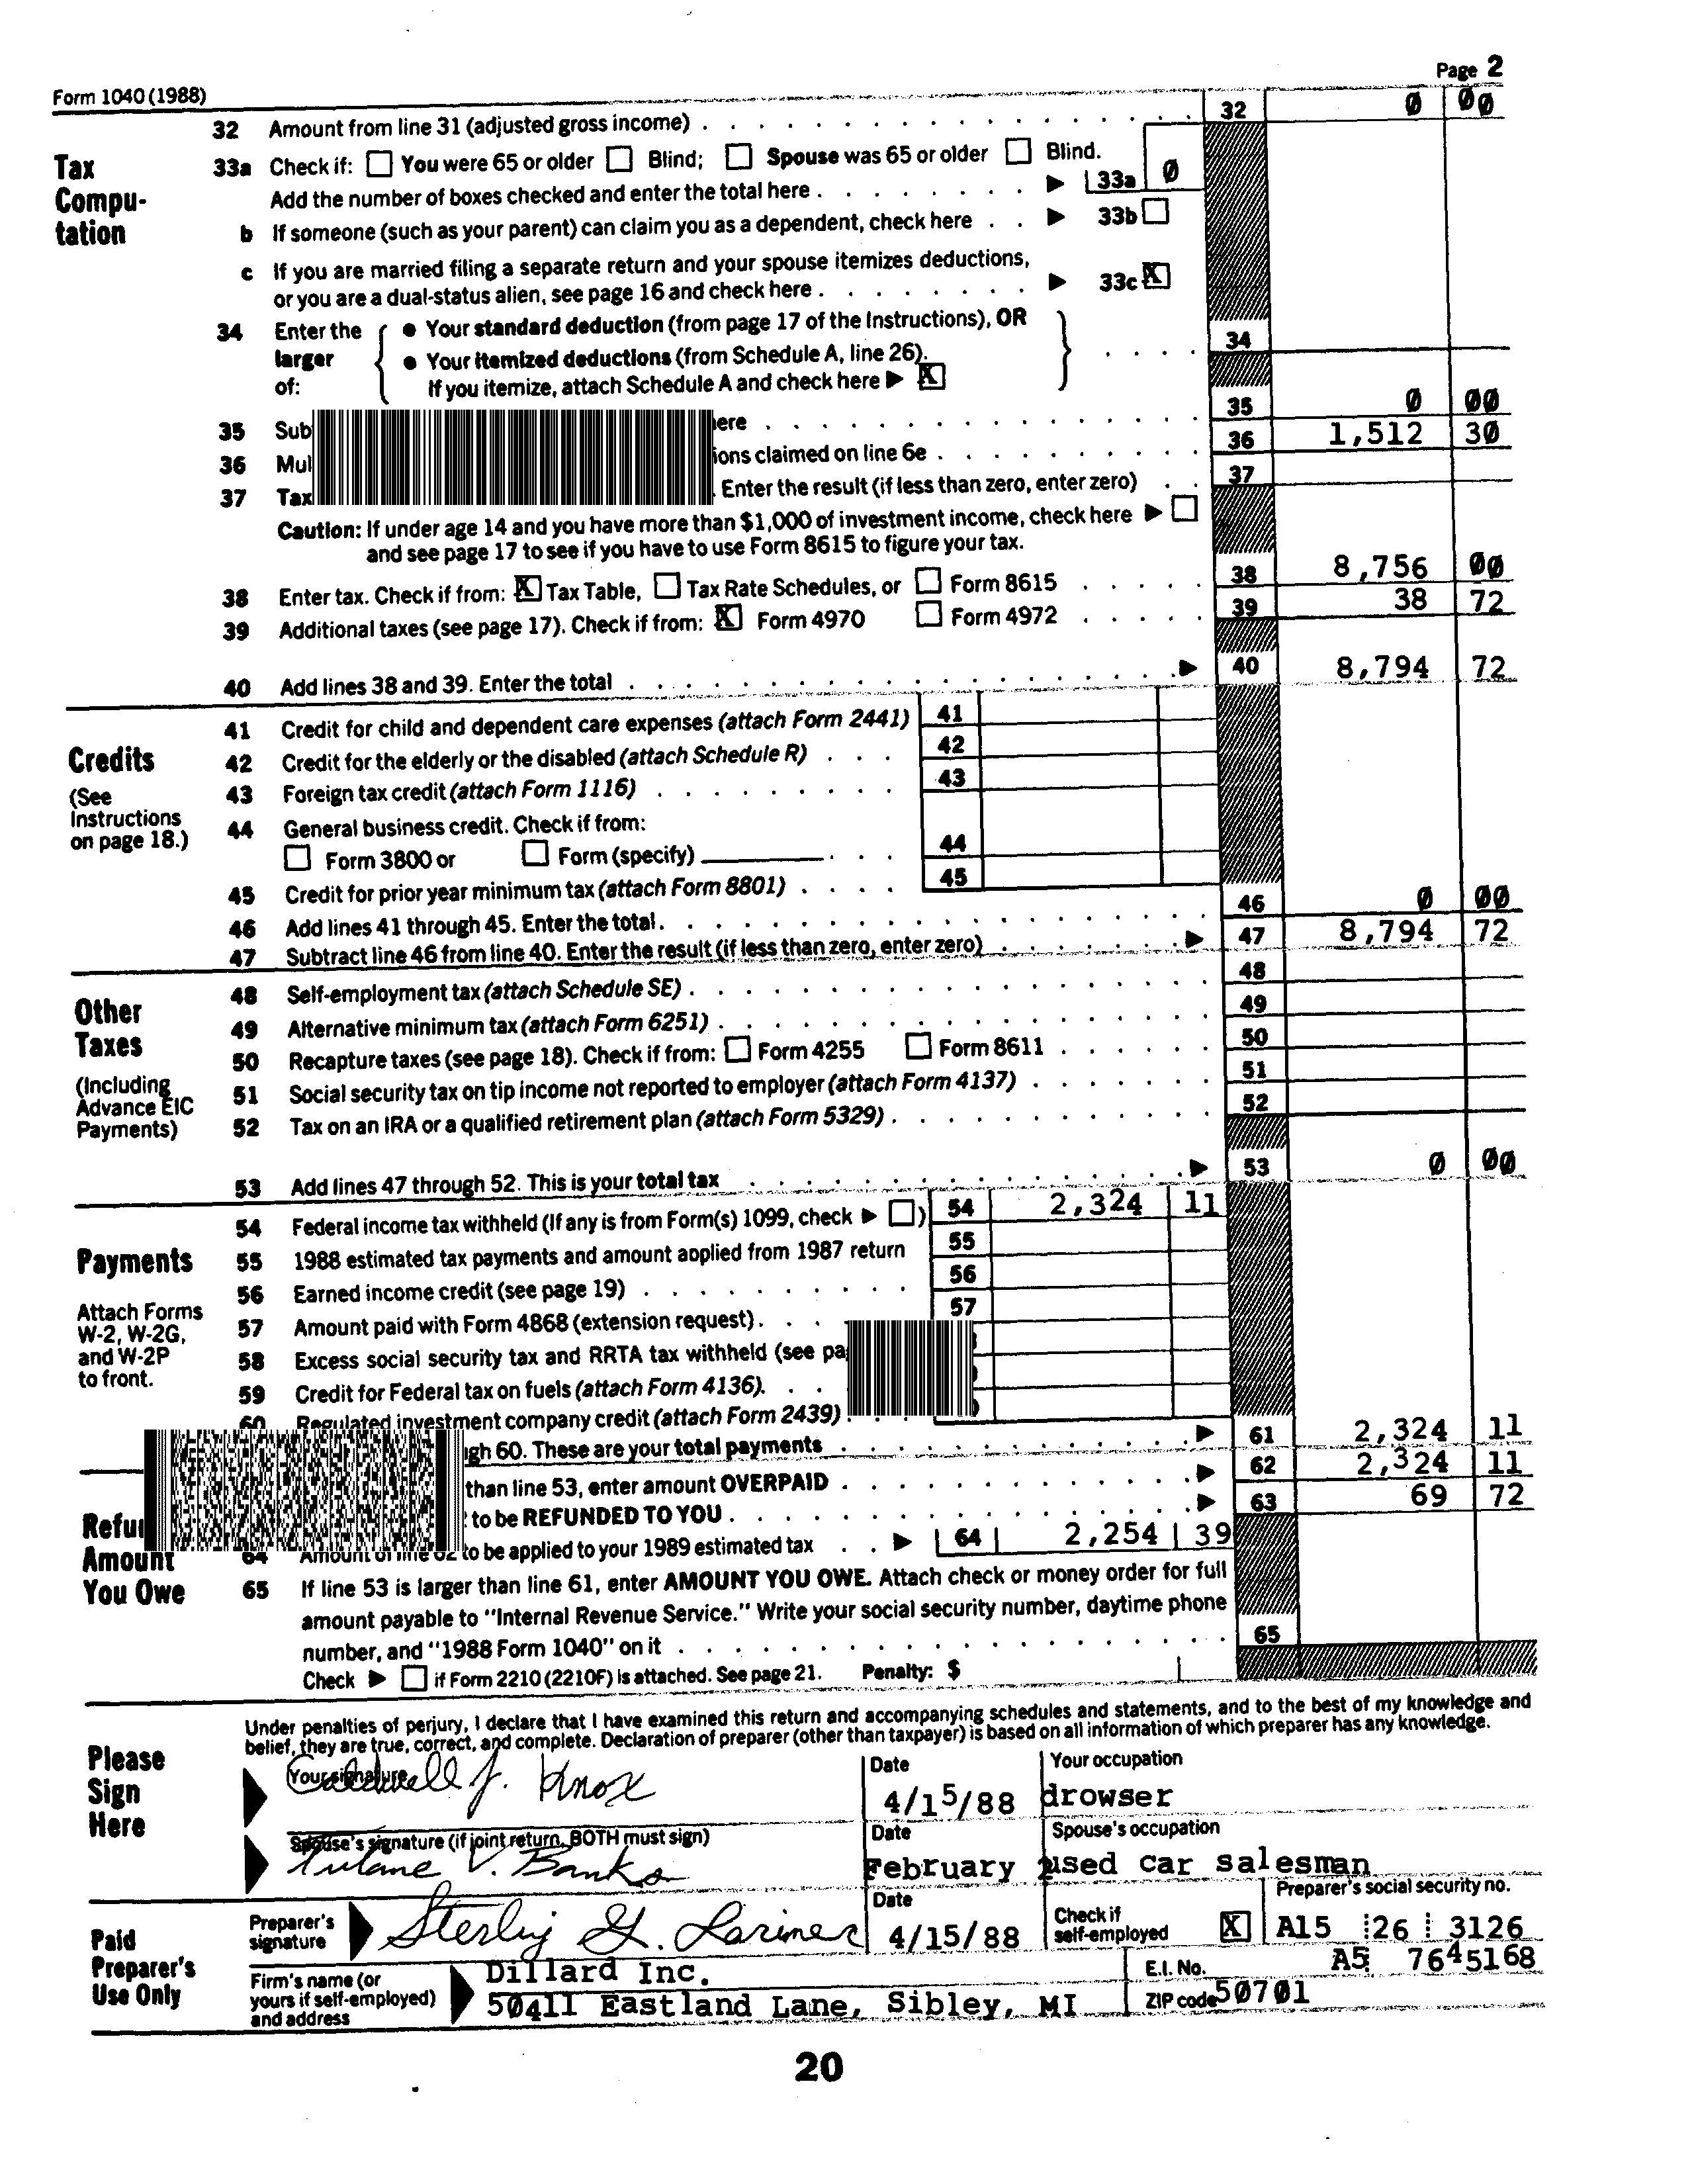 Page 2
Form 1040 (1988)
32 Amount from line 31 (adjusted gross income) 32 0 00
Tax Compu-tation
33a Check if: You were 65 or older Blind; Spouse was 65 or older Blind.
Add the number of boxes checked and enter the total here 33a 0
b If someone (such as your parent) can claim you as a dependent, check here 33b
c If you are married filing a separate return and your spouse itemizes deductions,
or you are a dual-status alien, see page 16 and check here 33c X
34 Enter the larger of:
• Your standard deduction (from page 17 of the Instructions), OR
• Your itemized deductions (from Schedule A, line 26).
If you itemize, attach Schedule A and check here X
34
35 Sub ere 35 0 00
36 Mul ions claimed on line 6e 36 1,512 30
37 Tax . Enter the result (if less than zero, enter zero) 37
Caution: If under age 14 and you have more than $1,000 of investment income, check here
and see page 17 to see if you have to use Form 8615 to figure your tax.
38 Enter tax. Check if from: X Tax Table, Tax Rate Schedules, or Form 8615 38 8,756 00
39 Additional taxes (see page 17). Check if from: X Form 4970 Form 4972 39 38 72
40 Add lines 38 and 39. Enter the total 40 8,794 72
Credits
(See Instructions on page 18.)
41 Credit for child and dependent care expenses (attach Form 2441) 41
42 Credit for the elderly or the disabled (attach Schedule R) 42
43 Foreign tax credit (attach Form 1116) 43
44 General business credit. Check if from:
Form 3800 or Form (specify) 44
45 Credit for prior year minimum tax (attach Form 8801) 45
46 Add lines 41 through 45. Enter the total. 46 0 00
47 Subtract line 46 from line 40. Enter the result (if less than zero, enter zero) 47 8,794 72
Other Taxes
(Including Advance EIC Payments)
48 Self-employment tax (attach Schedule SE) 48
49 Alternative minimum tax (attach Form 6251) 49
50 Recapture taxes (see page 18). Check if from: Form 4255 Form 8611 50
51 Social security tax on tip income not reported to employer (attach Form 4137) 51
52 Tax on an IRA or a qualified retirement plan (attach Form 5329) 52
53 Add lines 47 through 52. This is your total tax 53 0 00
Payments
Attach Forms W-2, W-2G, and W-2P to front.
54 Federal income tax withheld (If any is from Form(s) 1099, check ) 54 2,324 11
55 1988 estimated tax payments and amount applied from 1987 return 55
56 Earned income credit (see page 19) 56
57 Amount paid with Form 4868 (extension request) 57
58 Excess social security tax and RRTA tax withheld (see pa
59 Credit for Federal tax on fuels (attach Form 4136).
60 Regulated investment company credit (attach Form 2439)
gh 60. These are your total payments 61 2,324 11
than line 53, enter amount OVERPAID 62 2,324 11
to be REFUNDED TO YOU 63 69 72
Refu
Amount You Owe
64 Amount of line 62 to be applied to your 1989 estimated tax 64 2,254 39
65 If line 53 is larger than line 61, enter AMOUNT YOU OWE. Attach check or money order for full
amount payable to "Internal Revenue Service." Write your social security number, daytime phone
number, and "1988 Form 1040" on it 65
Check if Form 2210 (2210F) is attached. See page 21. Penalty: $
Under penalties of perjury, I declare that I have examined this return and accompanying schedules and statements, and to the best of my knowledge and
belief, they are true, correct, and complete. Declaration of preparer (other than taxpayer) is based on all information of which preparer has any knowledge.
Please Sign Here
Your signature Date Your occupation
Caldwell J. Knox 4/15/88 drowser
Spouse's signature (if joint return, BOTH must sign) Date Spouse's occupation
Tulane V. Banks February 2 used car salesman
Paid Preparer's Use Only
Preparer's signature Date Check if self-employed Preparer's social security no.
Sterling G. Larimer 4/15/88 X A15 26 3126
Firm's name (or yours if self-employed) and address
Dillard Inc. E.I. No. A5 7645168
50411 Eastland Lane, Sibley, MI ZIP code 50701
20